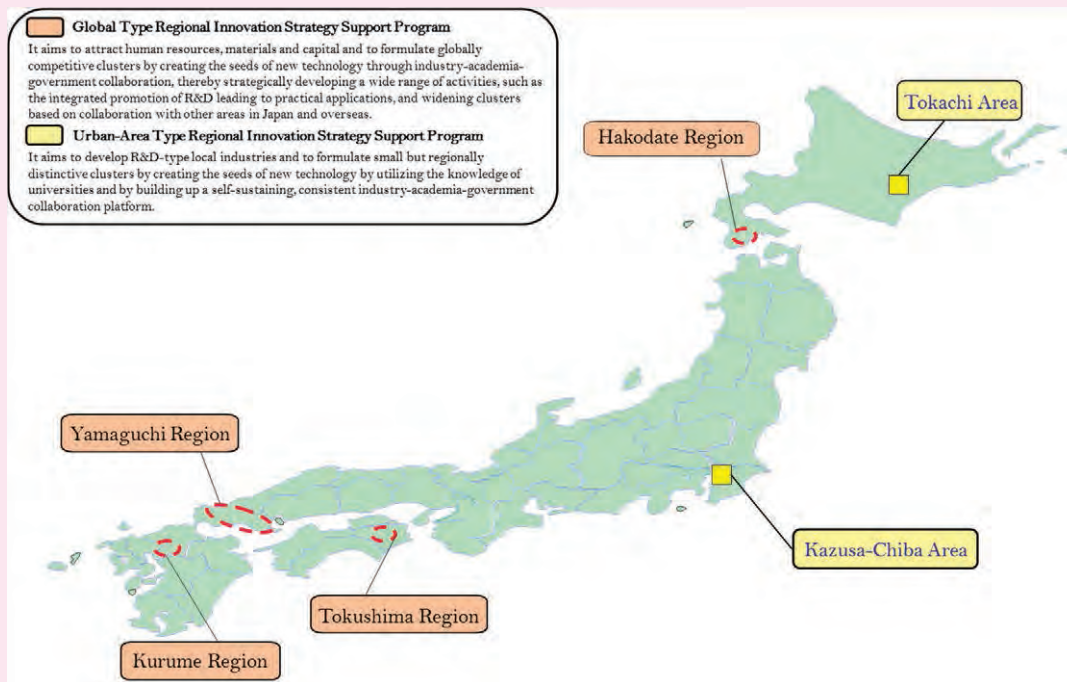 Global Type Regional Innovation Strategy Support Program
It aims to attract human resources, materials and capital and to formulate globally
competitive clusters by creating the seeds of new technology through industry-academia-
government collaboration, thereby strategically developing a wide range of activities, such as
the integrated promotion of R&D leading to practical applications, and widening clusters
based on collaboration with other areas in Japan and overseas.
Urban-Area Type Regional Innovation Strategy Support Program
It aims to develop R&D-type local industries and to formulate small but regionally
distinctive clusters by creating the seeds of new technology by utilizing the knowledge of
universities and by building up a self-sustaining, consistent industry-academia-government
collaboration platform.
Tokachi Area
Hakodate Region
Yamaguchi Region
Kazusa-Chiba Area
Tokushima Region
Kurume Region